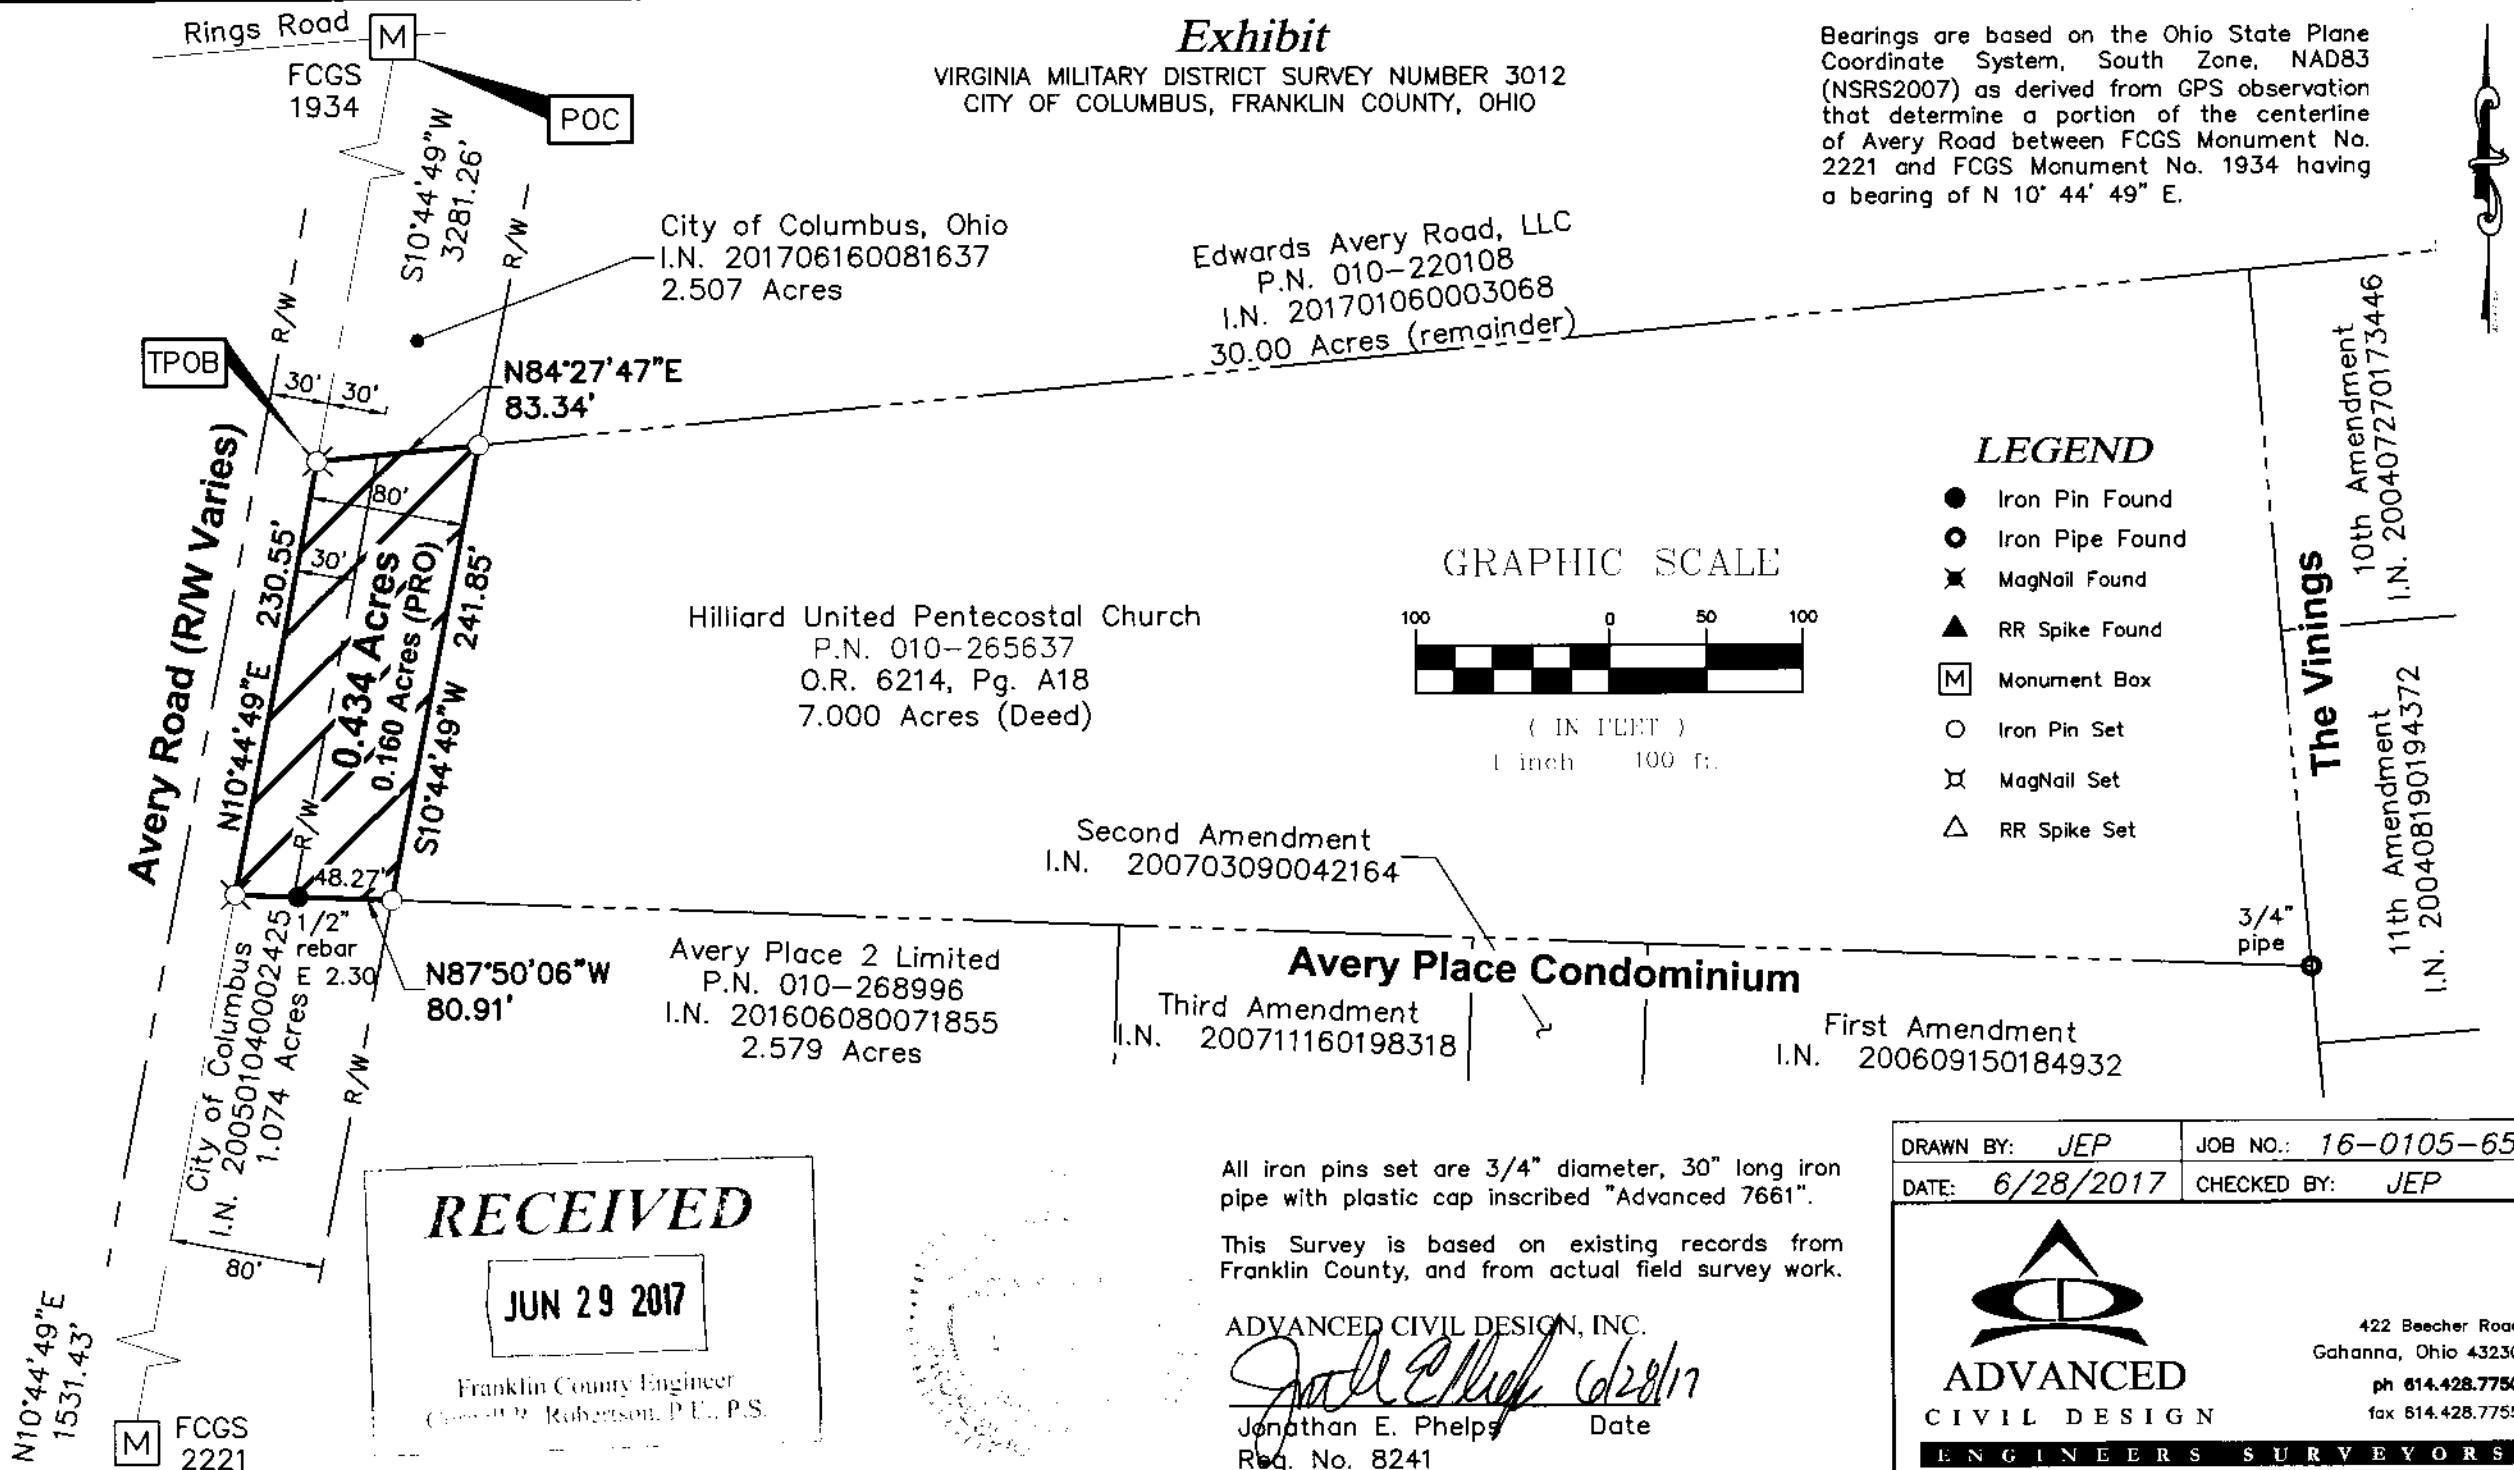 Rings Road
M
FCGS
1934
POC
S10°44'49"W
3281.26'
Exhibit
VIRGINIA MILITARY DISTRICT SURVEY NUMBER 3012
CITY OF COLUMBUS, FRANKLIN COUNTY, OHIO
Bearings are based on the Ohio State Plane
Coordinate System, South Zone, NAD83
(NSRS2007) as derived from GPS observation
that determine a portion of the centerline
of Avery Road between FCGS Monument No.
2221 and FCGS Monument No. 1934 having
a bearing of N 10° 44' 49" E.
R/W
R/W
City of Columbus, Ohio
I.N. 201706160081637
2.507 Acres
Edwards Avery Road, LLC
P.N. 010-220108
I.N. 201701060003068
30.00 Acres (remainder)
TPOB
30'
30'
N84°27'47"E
83.34'
Avery Road (R/W Varies)
80'
30'
N10°44'49"E 230.55'
0.434 Acres
0.160 Acres (PRO)
S10°44'49"W 241.85'
R/W
48.27'
Hilliard United Pentecostal Church
P.N. 010-265637
O.R. 6214, Pg. A18
7.000 Acres (Deed)
GRAPHIC SCALE
100 0 50 100
( IN FEET )
1 inch 100 ft.
LEGEND
Iron Pin Found
Iron Pipe Found
MagNail Found
RR Spike Found
M Monument Box
Iron Pin Set
MagNail Set
RR Spike Set
The Vinings
10th Amendment
I.N. 200407270173446
11th Amendment
I.N. 200408190194372
3/4"
pipe
Second Amendment
I.N. 200703090042164
1/2"
rebar
E 2.30
N87°50'06"W
80.91'
Avery Place 2 Limited
P.N. 010-268996
I.N. 201606080071855
2.579 Acres
Avery Place Condominium
Third Amendment
I.N. 200711160198318
First Amendment
I.N. 200609150184932
City of Columbus
I.N. 200501040002425
1.074 Acres
R/W
80'
N10°44'49"E
1531.43'
M
FCGS
2221
RECEIVED
JUN 29 2017
Franklin County Engineer
Robertson, P.E., P.S.
All iron pins set are 3/4" diameter, 30" long iron
pipe with plastic cap inscribed "Advanced 7661".
This Survey is based on existing records from
Franklin County, and from actual field survey work.
ADVANCED CIVIL DESIGN, INC.
6/28/17
Jonathan E. Phelps Date
Reg. No. 8241
DRAWN BY: JEP
JOB NO.: 16-0105-65
DATE: 6/28/2017
CHECKED BY: JEP
422 Beecher Road
Gahanna, Ohio 43230
ph 614.428.7750
fax 614.428.7755
ADVANCED
CIVIL DESIGN
ENGINEERS SURVEYORS